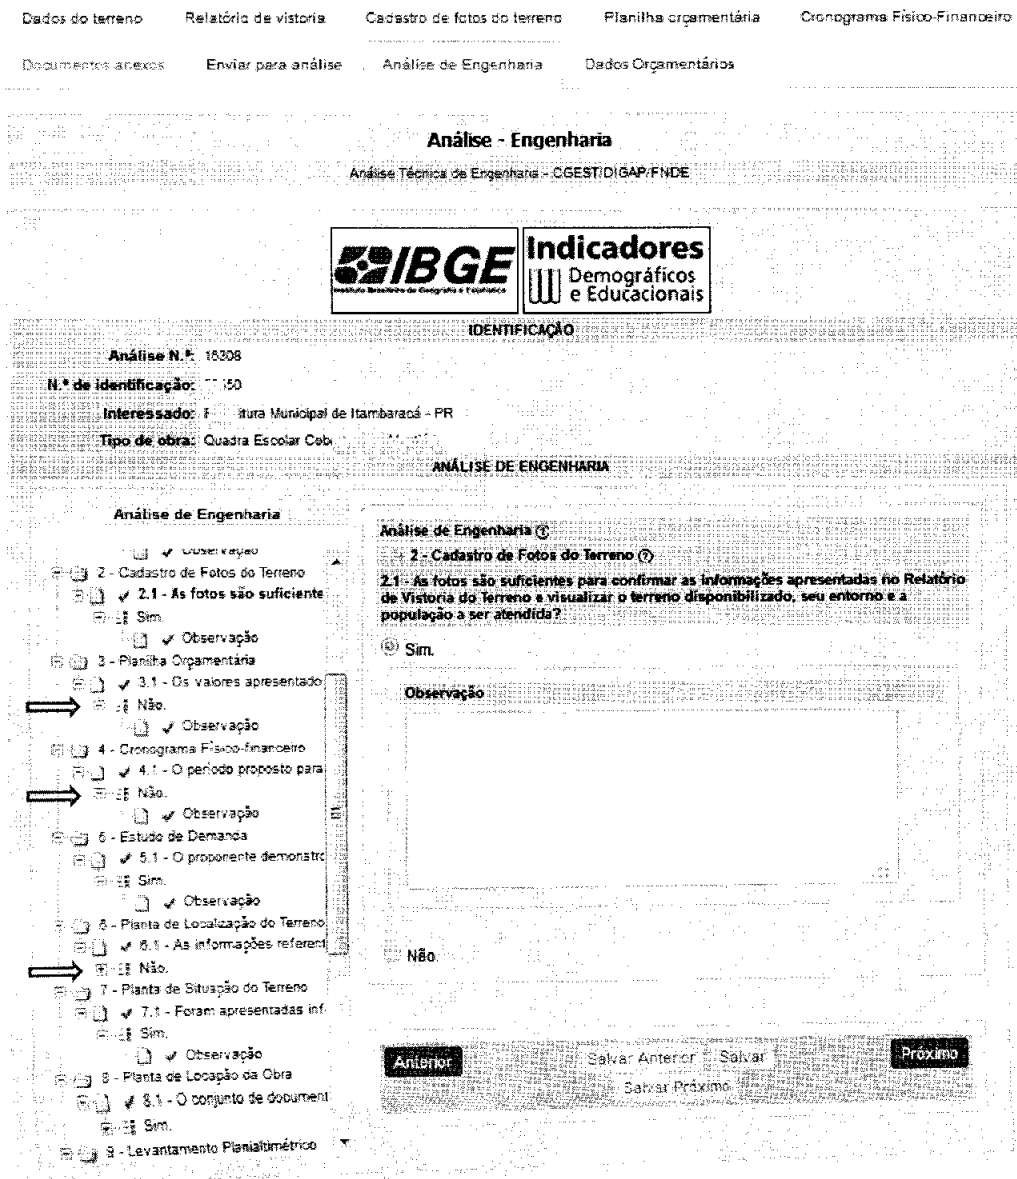 Dados do terreno Relatório de vistoria Cadastro de fotos do terreno Planilha orçamentária Cronograma Físico-Financeiro
Documentos anexos Enviar para análise Análise de Engenharia Dados Orçamentários
Análise - Engenharia
Análise Técnica de Engenharia - CGEST/DIGAP/FNDE
IBGE
Instituto Brasileiro de Geografia e Estatística
Indicadores
Demográficos
e Educacionais
IDENTIFICAÇÃO
Análise N.º: 15308
N.º de identificação:
Interessado: itura Municipal de Itambaracá - PR
Tipo de obra: Quadra Escolar
ANÁLISE DE ENGENHARIA
Análise de Engenharia
Observação
2 - Cadastro de Fotos do Terreno
2.1 - As fotos são suficiente
Sim.
Observação
3 - Planilha Orçamentária
3.1 - Os valores apresentado
Não.
Observação
4 - Cronograma Físico-financeiro
4.1 - O período proposto para
Não.
Observação
5 - Estudo de Demanda
5.1 - O proponente demonstro
Sim.
Observação
6 - Planta de Localização do Terreno
6.1 - As informações referent
Não.
7 - Planta de Situação do Terreno
7.1 - Foram apresentadas inf
Sim.
Observação
8 - Planta de Locação da Obra
8.1 - O conjunto de document
Sim.
9 - Levantamento Planialtimétrico
Análise de Engenharia
2 - Cadastro de Fotos do Terreno
2.1 - As fotos são suficientes para confirmar as informações apresentadas no Relatório
de Vistoria do Terreno e visualizar o terreno disponibilizado, seu entorno e a
população a ser atendida?
Sim.
Observação
Não.
Anterior Salvar Anterior Salvar Próximo
Salvar Próximo